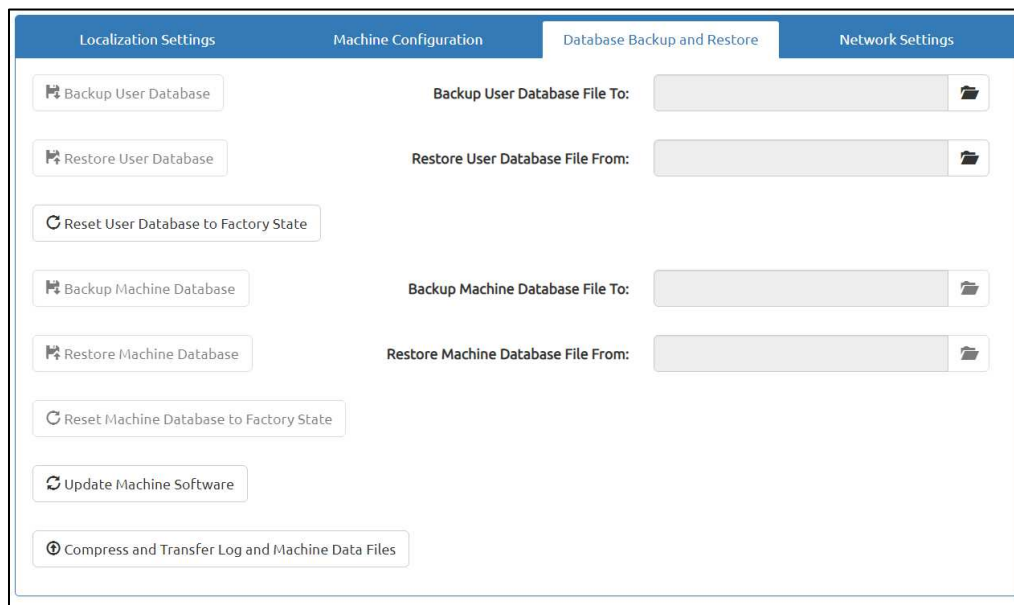 Localization Settings Machine Configuration Database Backup and Restore Network Settings
Backup User Database Backup User Database File To:
Restore User Database Restore User Database File From:
Reset User Database to Factory State
Backup Machine Database Backup Machine Database File To:
Restore Machine Database Restore Machine Database File From:
Reset Machine Database to Factory State
Update Machine Software
Compress and Transfer Log and Machine Data Files